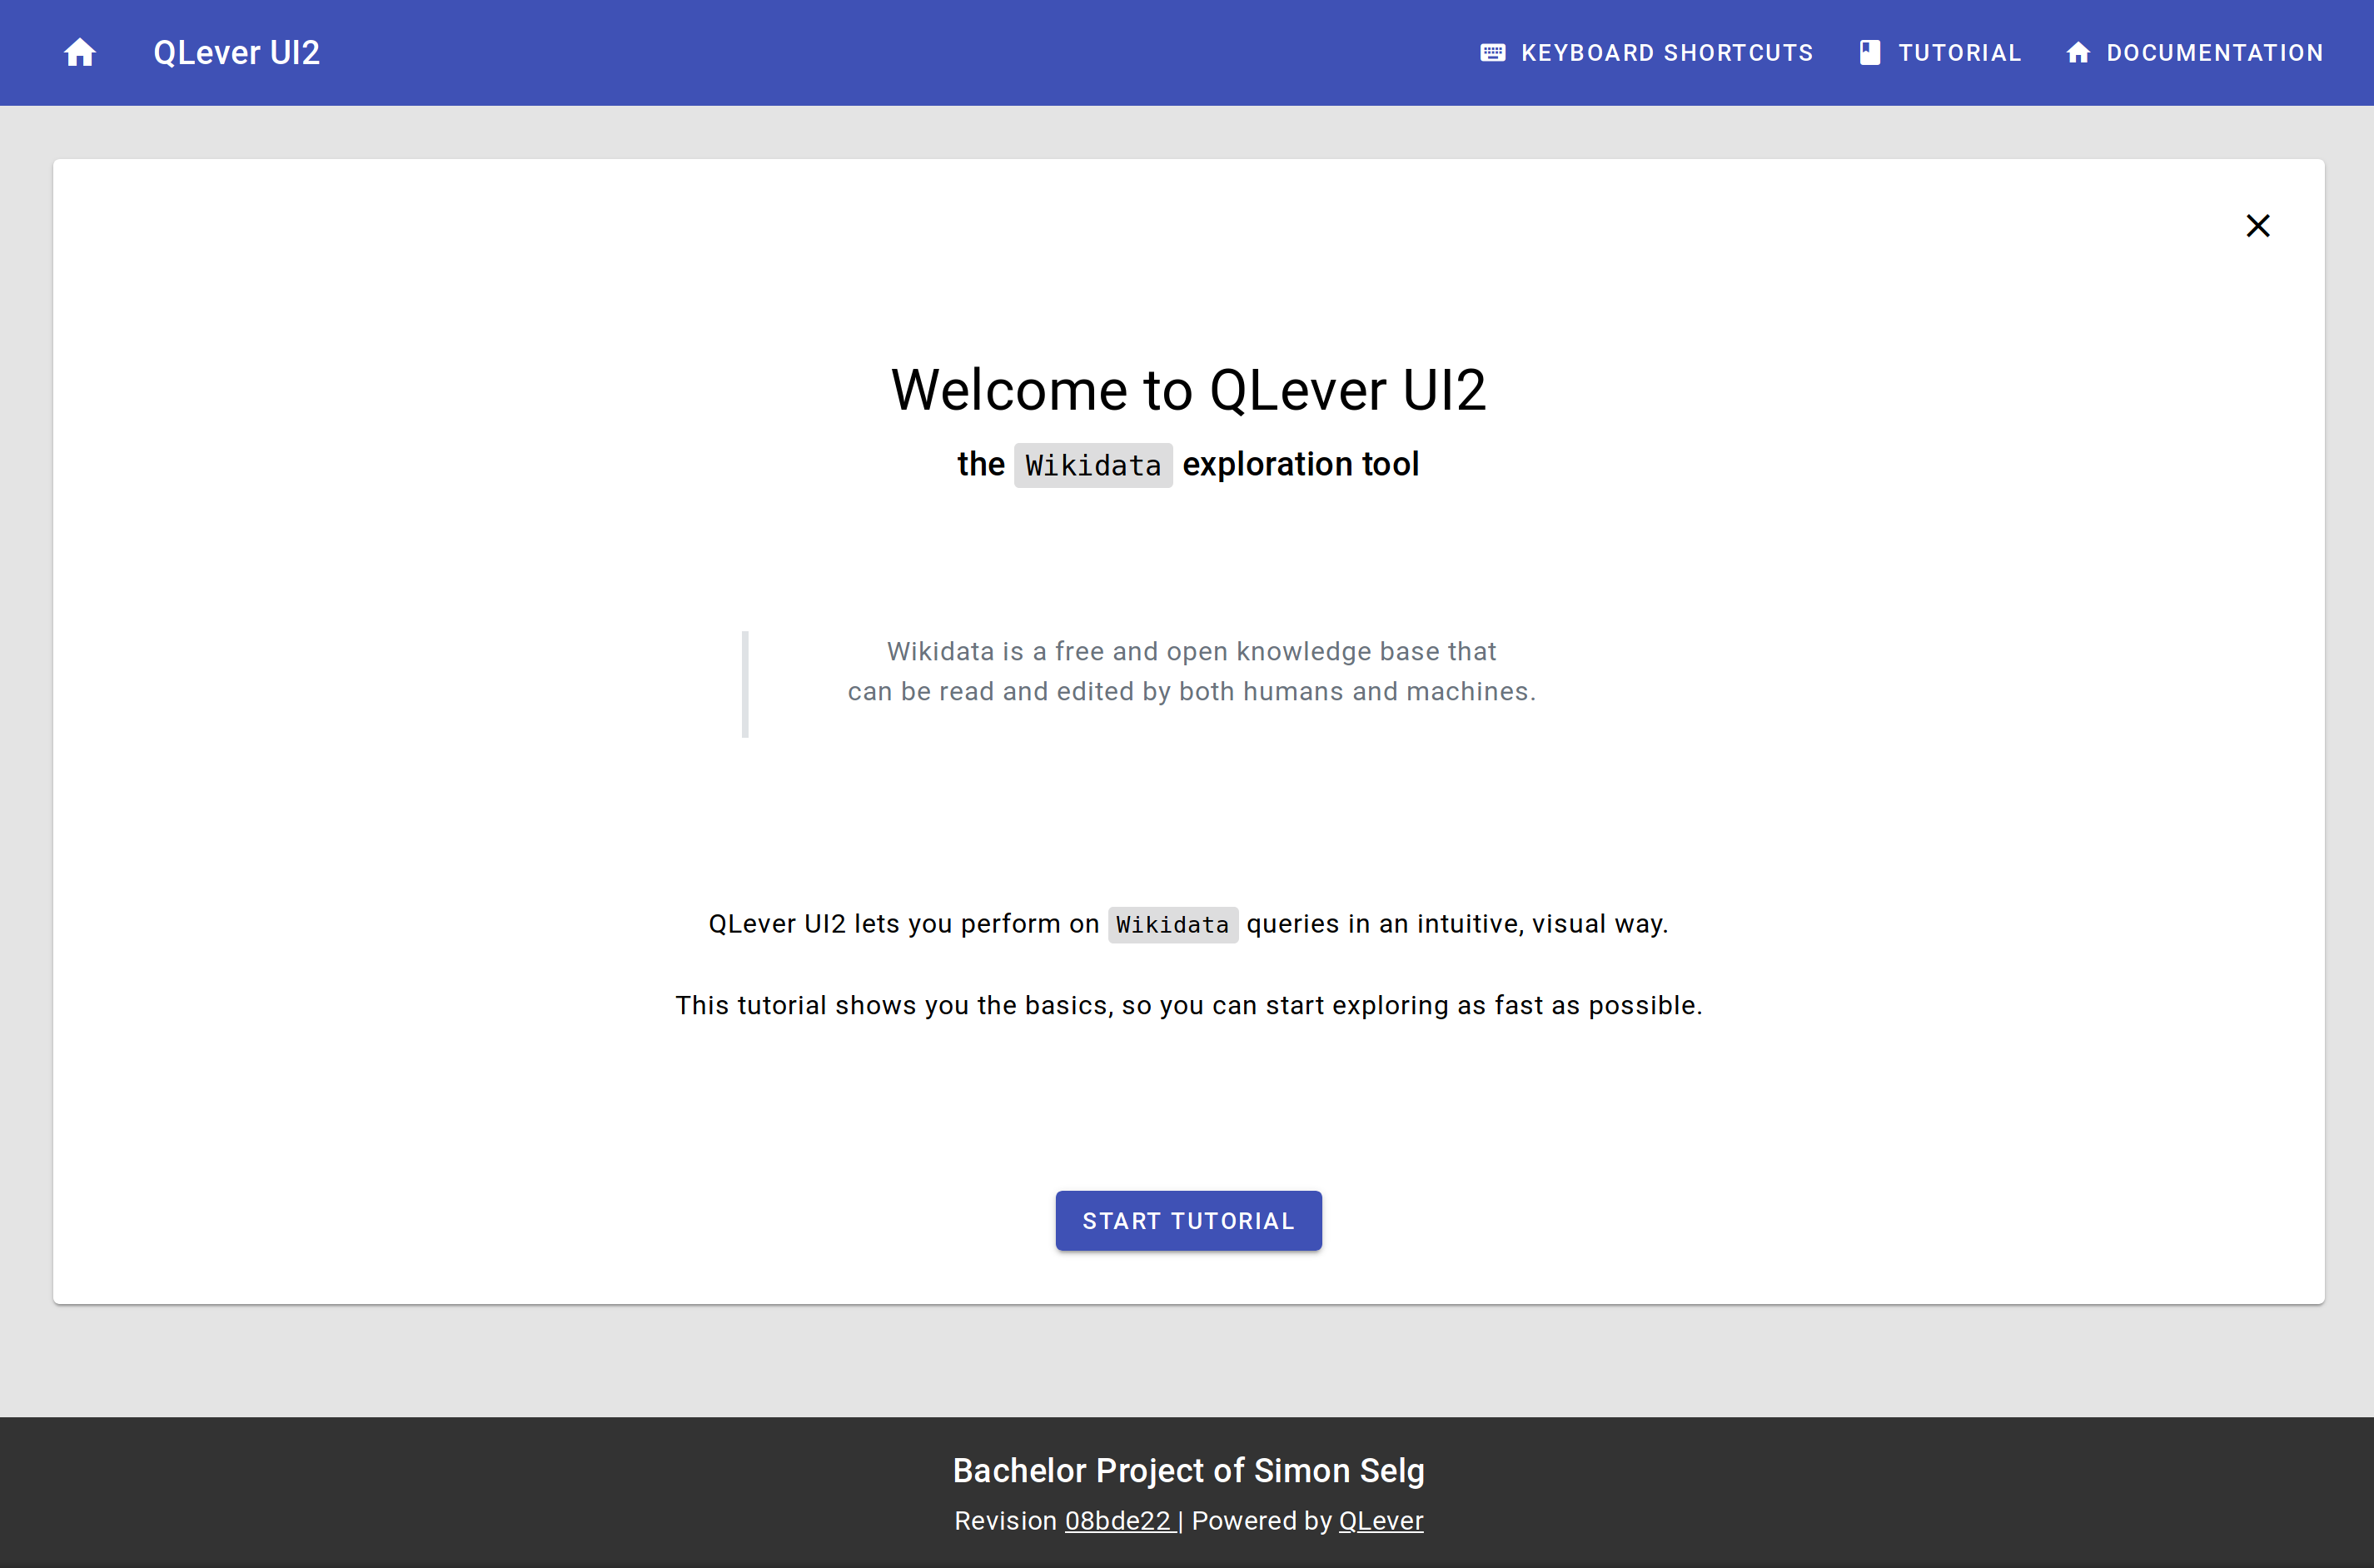 QLever UI2
KEYBOARD SHORTCUTS
TUTORIAL
DOCUMENTATION
Welcome to QLever UI2
the Wikidata exploration tool
Wikidata is a free and open knowledge base that
can be read and edited by both humans and machines.
QLever UI2 lets you perform on Wikidata queries in an intuitive, visual way.
This tutorial shows you the basics, so you can start exploring as fast as possible.
START TUTORIAL
Bachelor Project of Simon Selg
Revision 08bde22 | Powered by QLever